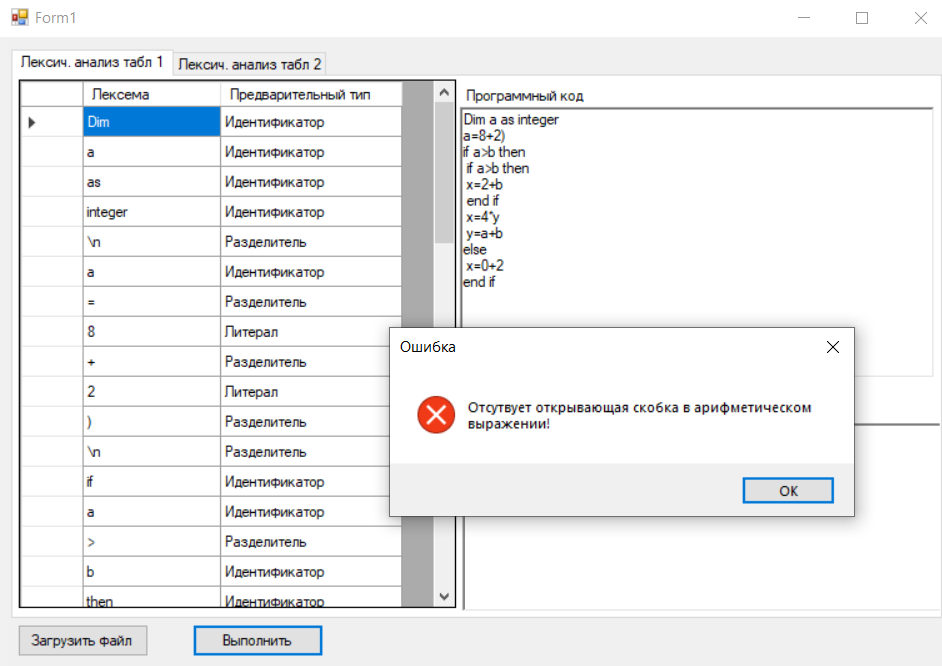 Form1
Лексич. анализ табл 1
Лексич. анализ табл 2
Лексема Предварительный тип
Dim Идентификатор
a Идентификатор
as Идентификатор
integer Идентификатор
\n Разделитель
a Идентификатор
= Разделитель
8 Литерал
+ Разделитель
2 Литерал
) Разделитель
\n Разделитель
if Идентификатор
a Идентификатор
> Разделитель
b Идентификатор
then Идентификатор
Программный код
Dim a as integer
a=8+2)
if a>b then
if a>b then
x=2+b
end if
x=4*y
y=a+b
else
x=0+2
end if
Ошибка
Отсутвует открывающая скобка в арифметическом
выражении!
ОК
Загрузить файл
Выполнить